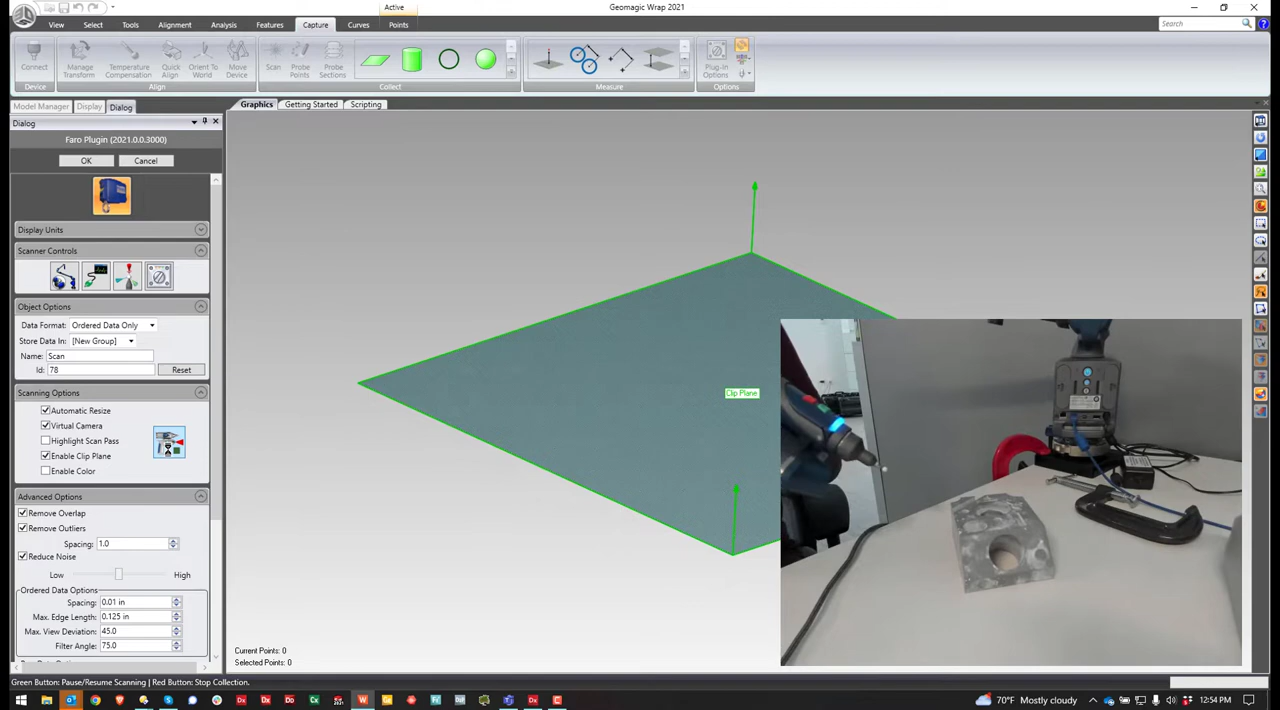 Active
Geomagic Wrap 2021
View Select Tools Alignment Analysis Features Capture Curves Points
Search
Connect
Manage Transform
Temperature Compensation
Quick Align
Orient To World
Move Device
Scan
Probe Points
Probe Sections
Plug-In Options
Device Align Collect Measure Options
Model Manager Display Dialog
Graphics Getting Started Scripting
Dialog
Faro Plugin (2021.0.0.3000)
OK Cancel
Display Units
Scanner Controls
Object Options
Data Format: Ordered Data Only
Store Data In: [New Group]
Name: Scan
Id: 78 Reset
Scanning Options
Automatic Resize
Virtual Camera
Highlight Scan Pass
Enable Clip Plane
Enable Color
Advanced Options
Remove Overlap
Remove Outliers
Spacing: 1.0
Reduce Noise
Low High
Ordered Data Options
Spacing: 0.01 in
Max. Edge Length: 0.125 in
Max. View Deviation: 45.0
Filter Angle: 75.0
Clip Plane
Current Points: 0
Selected Points: 0
Green Button: Pause/Resume Scanning | Red Button: Stop Collection.
70°F Mostly cloudy
12:54 PM